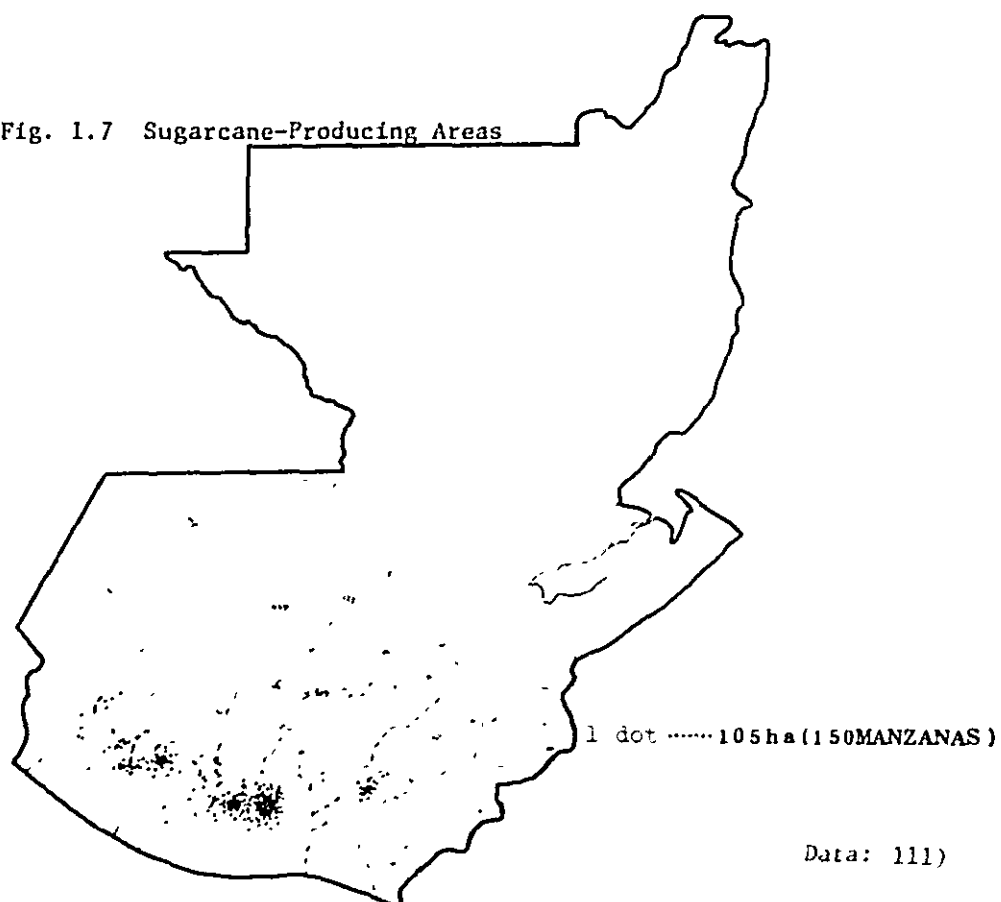 Fig. 1.7 Sugarcane-Producing Areas
1 dot ······· 105ha(150MANZANAS)
Data: 111)